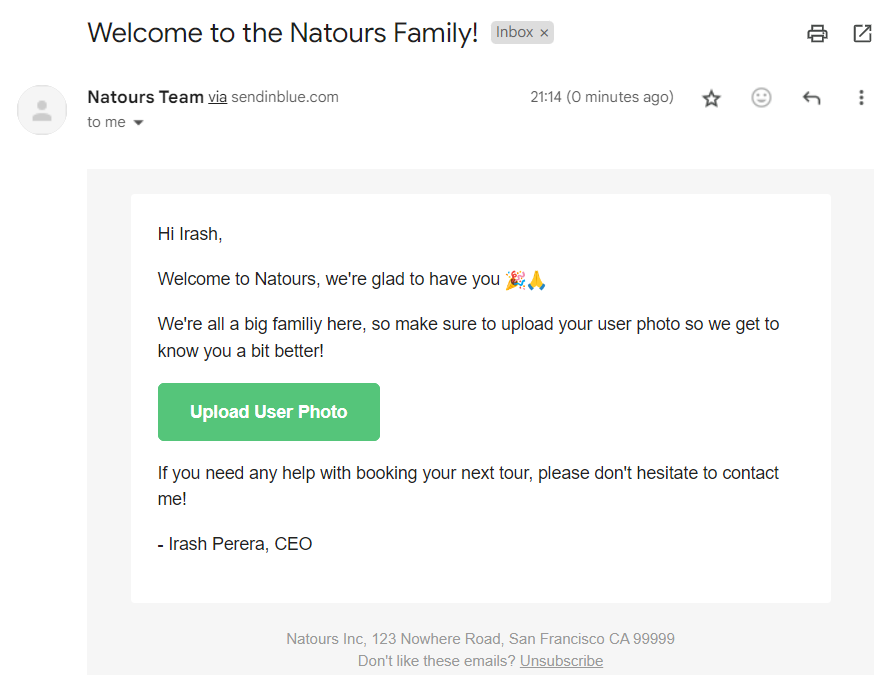 Welcome to the Natours Family!
Inbox ×
Natours Team via sendinblue.com
21:14 (0 minutes ago)
to me
Hi Irash,
Welcome to Natours, we're glad to have you 🎉🙏
We're all a big familiy here, so make sure to upload your user photo so we get to
know you a bit better!
Upload User Photo
If you need any help with booking your next tour, please don't hesitate to contact
me!
- Irash Perera, CEO
Natours Inc, 123 Nowhere Road, San Francisco CA 99999
Don't like these emails? Unsubscribe